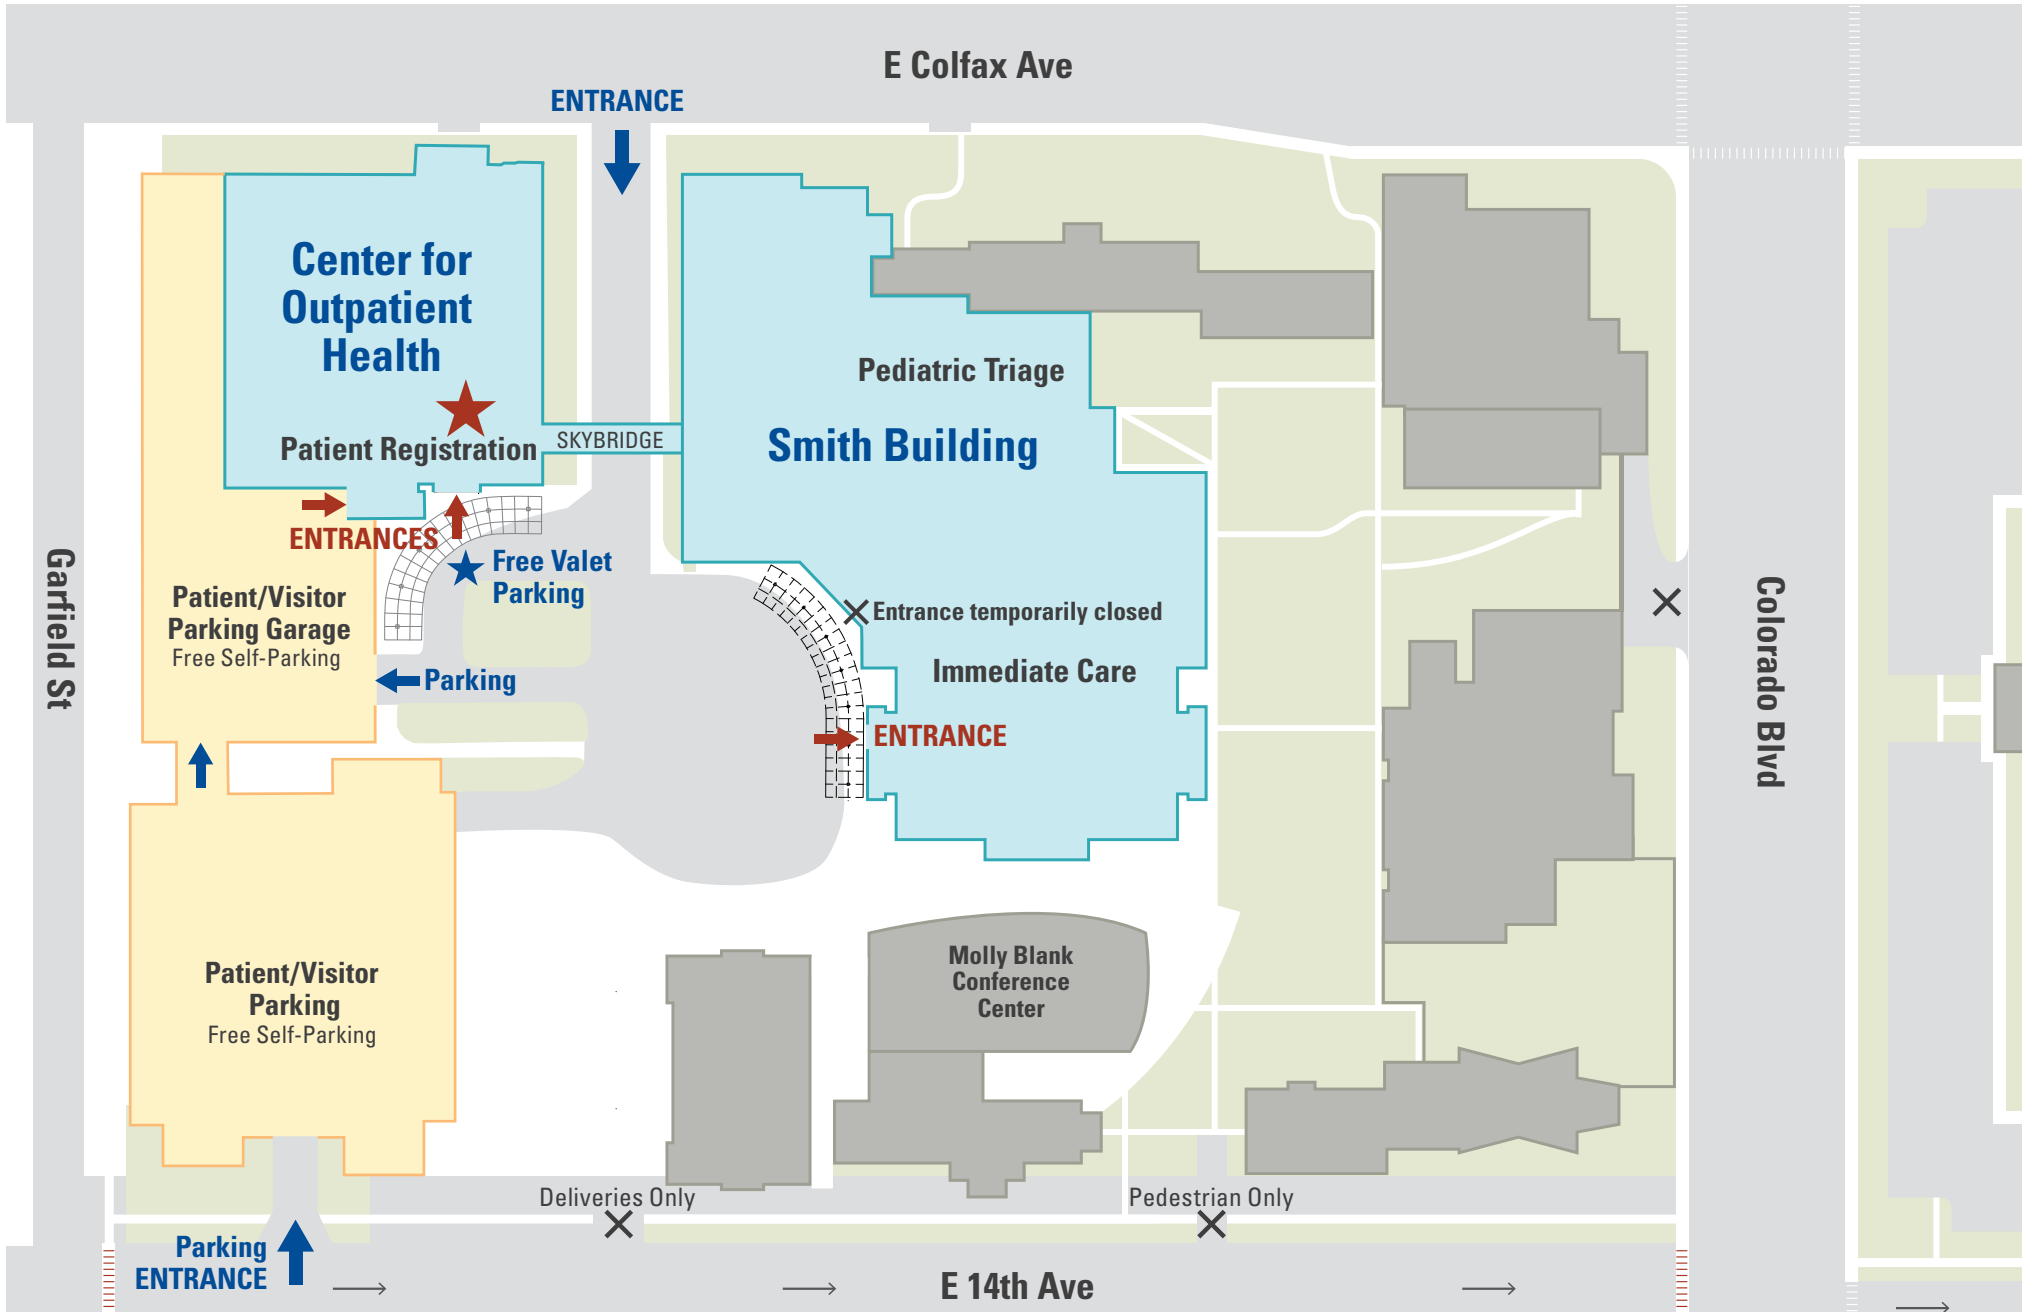 E Colfax Ave
ENTRANCE
Center for
Outpatient
Health
Patient Registration
SKYBRIDGE
Pediatric Triage
Smith Building
ENTRANCES
Free Valet
Parking
Patient/Visitor
Parking Garage
Free Self-Parking
Parking
Entrance temporarily closed
Immediate Care
ENTRANCE
Garfield St
Colorado Blvd
Patient/Visitor
Parking
Free Self-Parking
Molly Blank
Conference
Center
Deliveries Only
Pedestrian Only
Parking
ENTRANCE
E 14th Ave